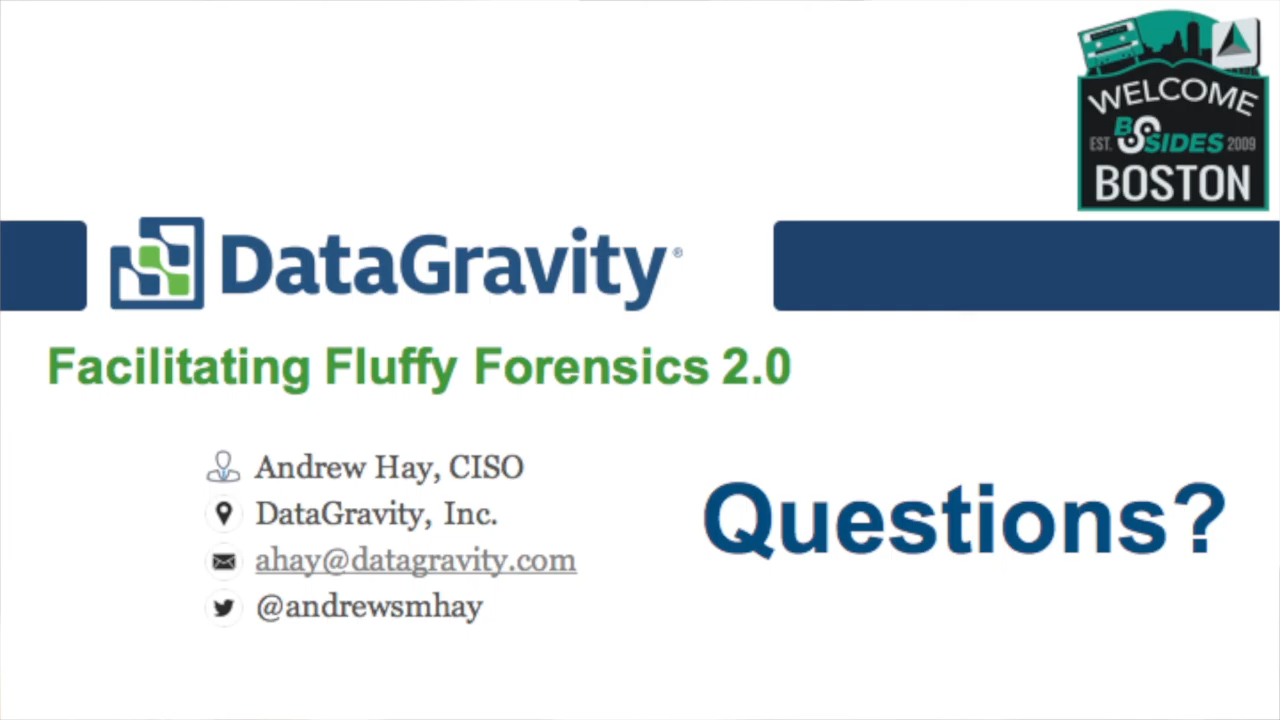 WELCOME
EST. BSIDES 2009
BOSTON
DataGravity®
Facilitating Fluffy Forensics 2.0
Andrew Hay, CISO
DataGravity, Inc.
ahay@datagravity.com
@andrewsmhay
Questions?